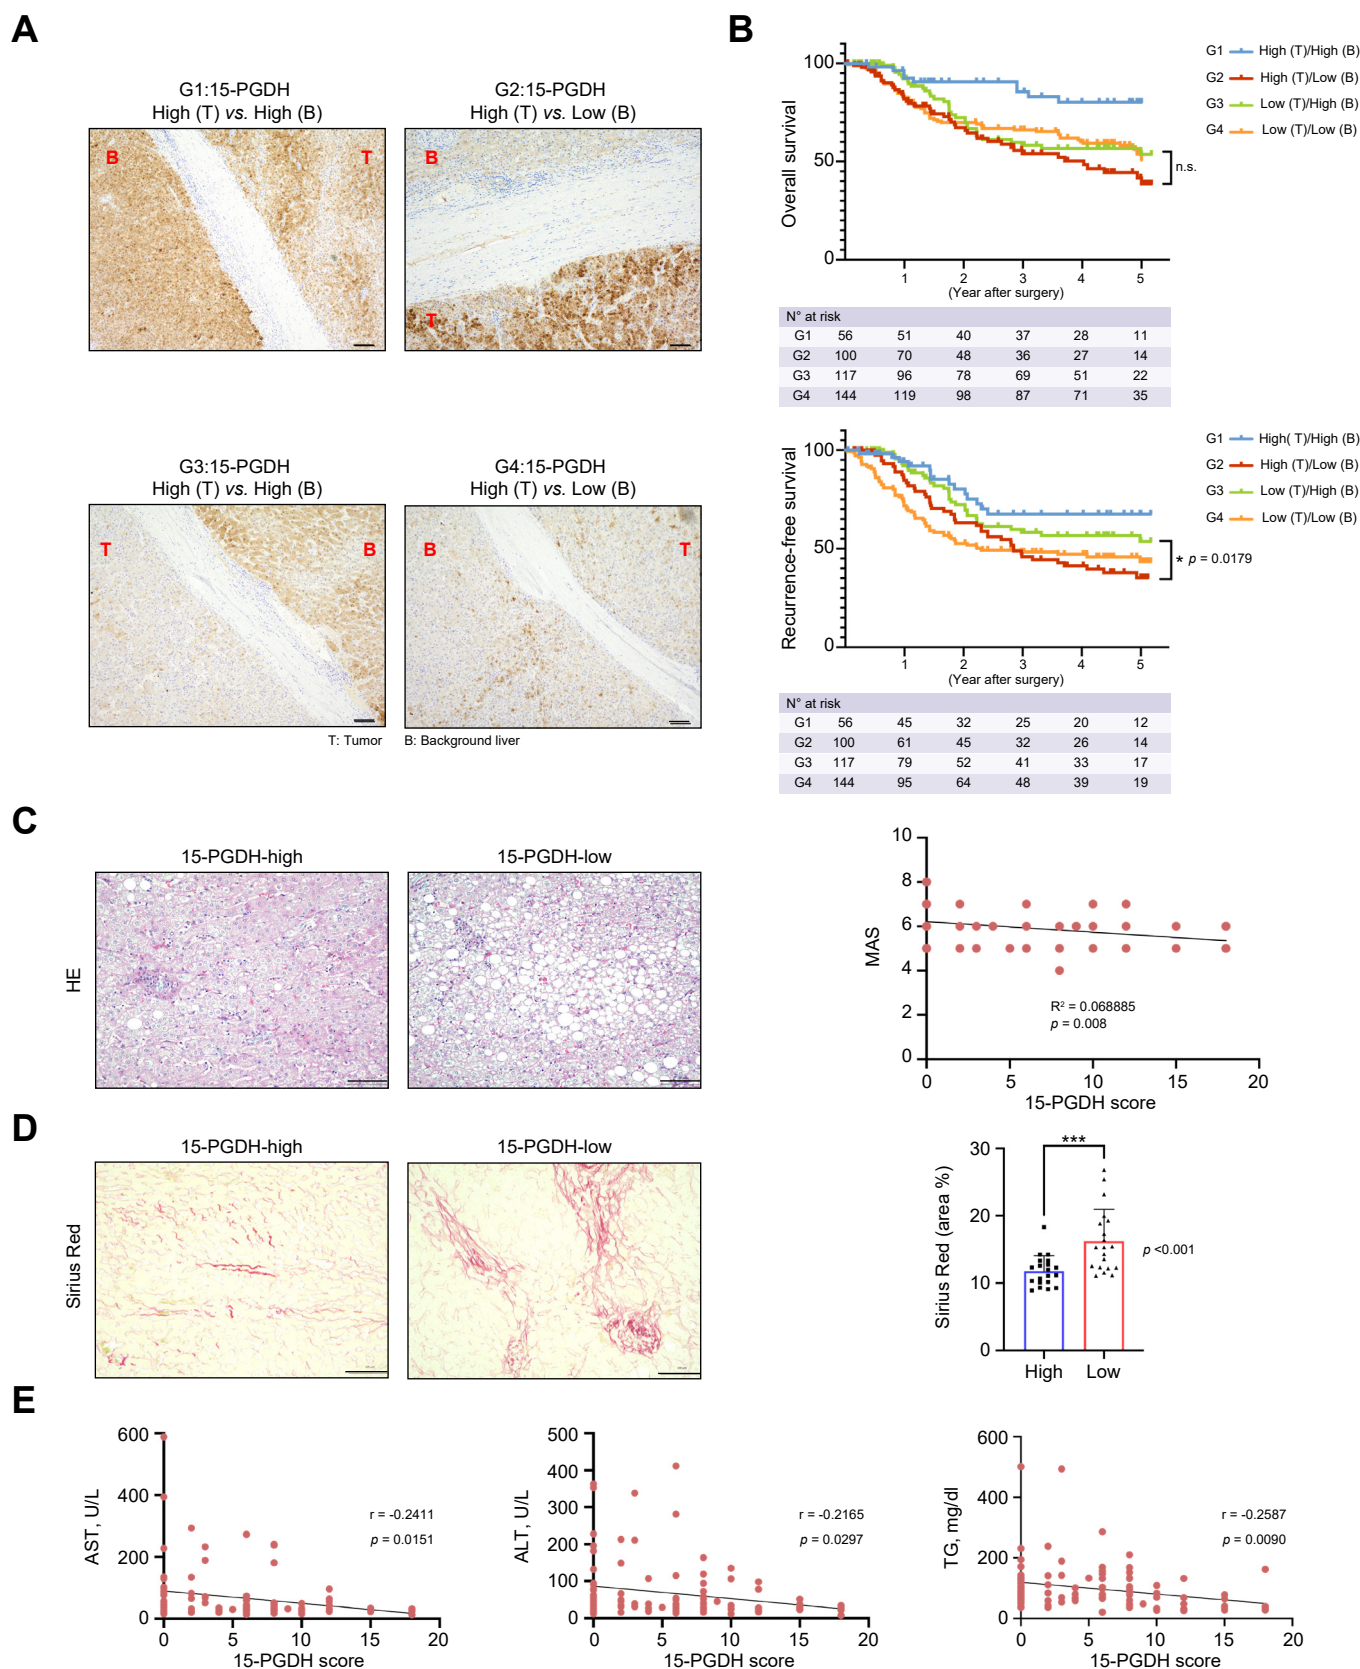 A
G1:15-PGDH
High (T) vs. High (B)
B
T
G2:15-PGDH
High (T) vs. Low (B)
B
T
G3:15-PGDH
High (T) vs. High (B)
T
B
G4:15-PGDH
High (T) vs. Low (B)
B
T
T: Tumor
B: Background liver
B
Overall survival
100
50
0
1 2 3 4 5
(Year after surgery)
G1 High (T)/High (B)
G2 High (T)/Low (B)
G3 Low (T)/High (B)
G4 Low (T)/Low (B)
n.s.
N° at risk
G1 56 51 40 37 28 11
G2 100 70 48 36 27 14
G3 117 96 78 69 51 22
G4 144 119 98 87 71 35
Recurrence-free survival
100
50
0
1 2 3 4 5
(Year after surgery)
G1 High( T)/High (B)
G2 High (T)/Low (B)
G3 Low (T)/High (B)
G4 Low (T)/Low (B)
* p = 0.0179
N° at risk
G1 56 45 32 25 20 12
G2 100 61 45 32 26 14
G3 117 79 52 41 33 17
G4 144 95 64 48 39 19
C
15-PGDH-high
15-PGDH-low
HE
MAS
10
8
6
4
2
0
R² = 0.068885
p = 0.008
0 5 10 15 20
15-PGDH score
D
15-PGDH-high
15-PGDH-low
Sirius Red
Sirius Red (area %)
30
20
10
0
***
p <0.001
High Low
E
AST, U/L
600
400
200
0
r = -0.2411
p = 0.0151
0 5 10 15 20
15-PGDH score
ALT, U/L
500
400
300
200
100
0
r = -0.2165
p = 0.0297
0 5 10 15 20
15-PGDH score
TG, mg/dl
600
400
200
0
r = -0.2587
p = 0.0090
0 5 10 15 20
15-PGDH score